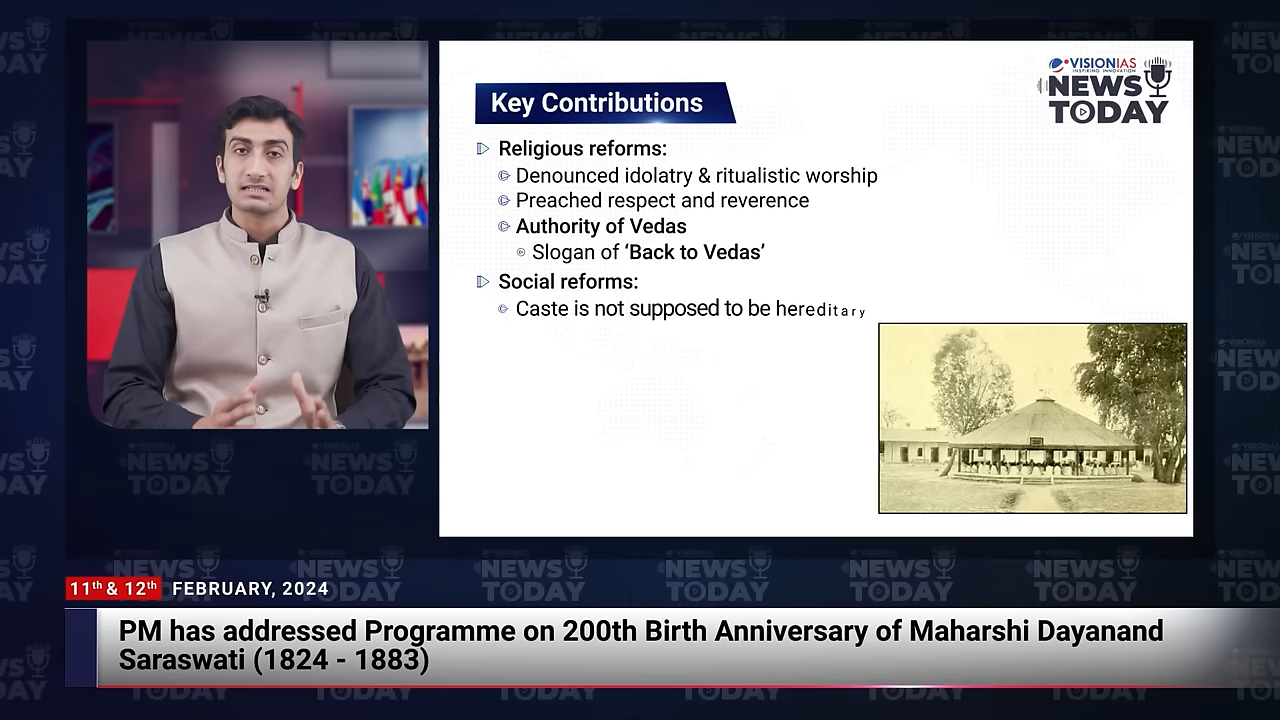 VISIONIAS
INSPIRING INNOVATION
NEWS
TODAY
Key Contributions
Religious reforms:
Denounced idolatry & ritualistic worship
Preached respect and reverence
Authority of Vedas
Slogan of ‘Back to Vedas’
Social reforms:
Caste is not supposed to be hereditary
11th & 12th FEBRUARY, 2024
PM has addressed Programme on 200th Birth Anniversary of Maharshi Dayanand
Saraswati (1824 - 1883)